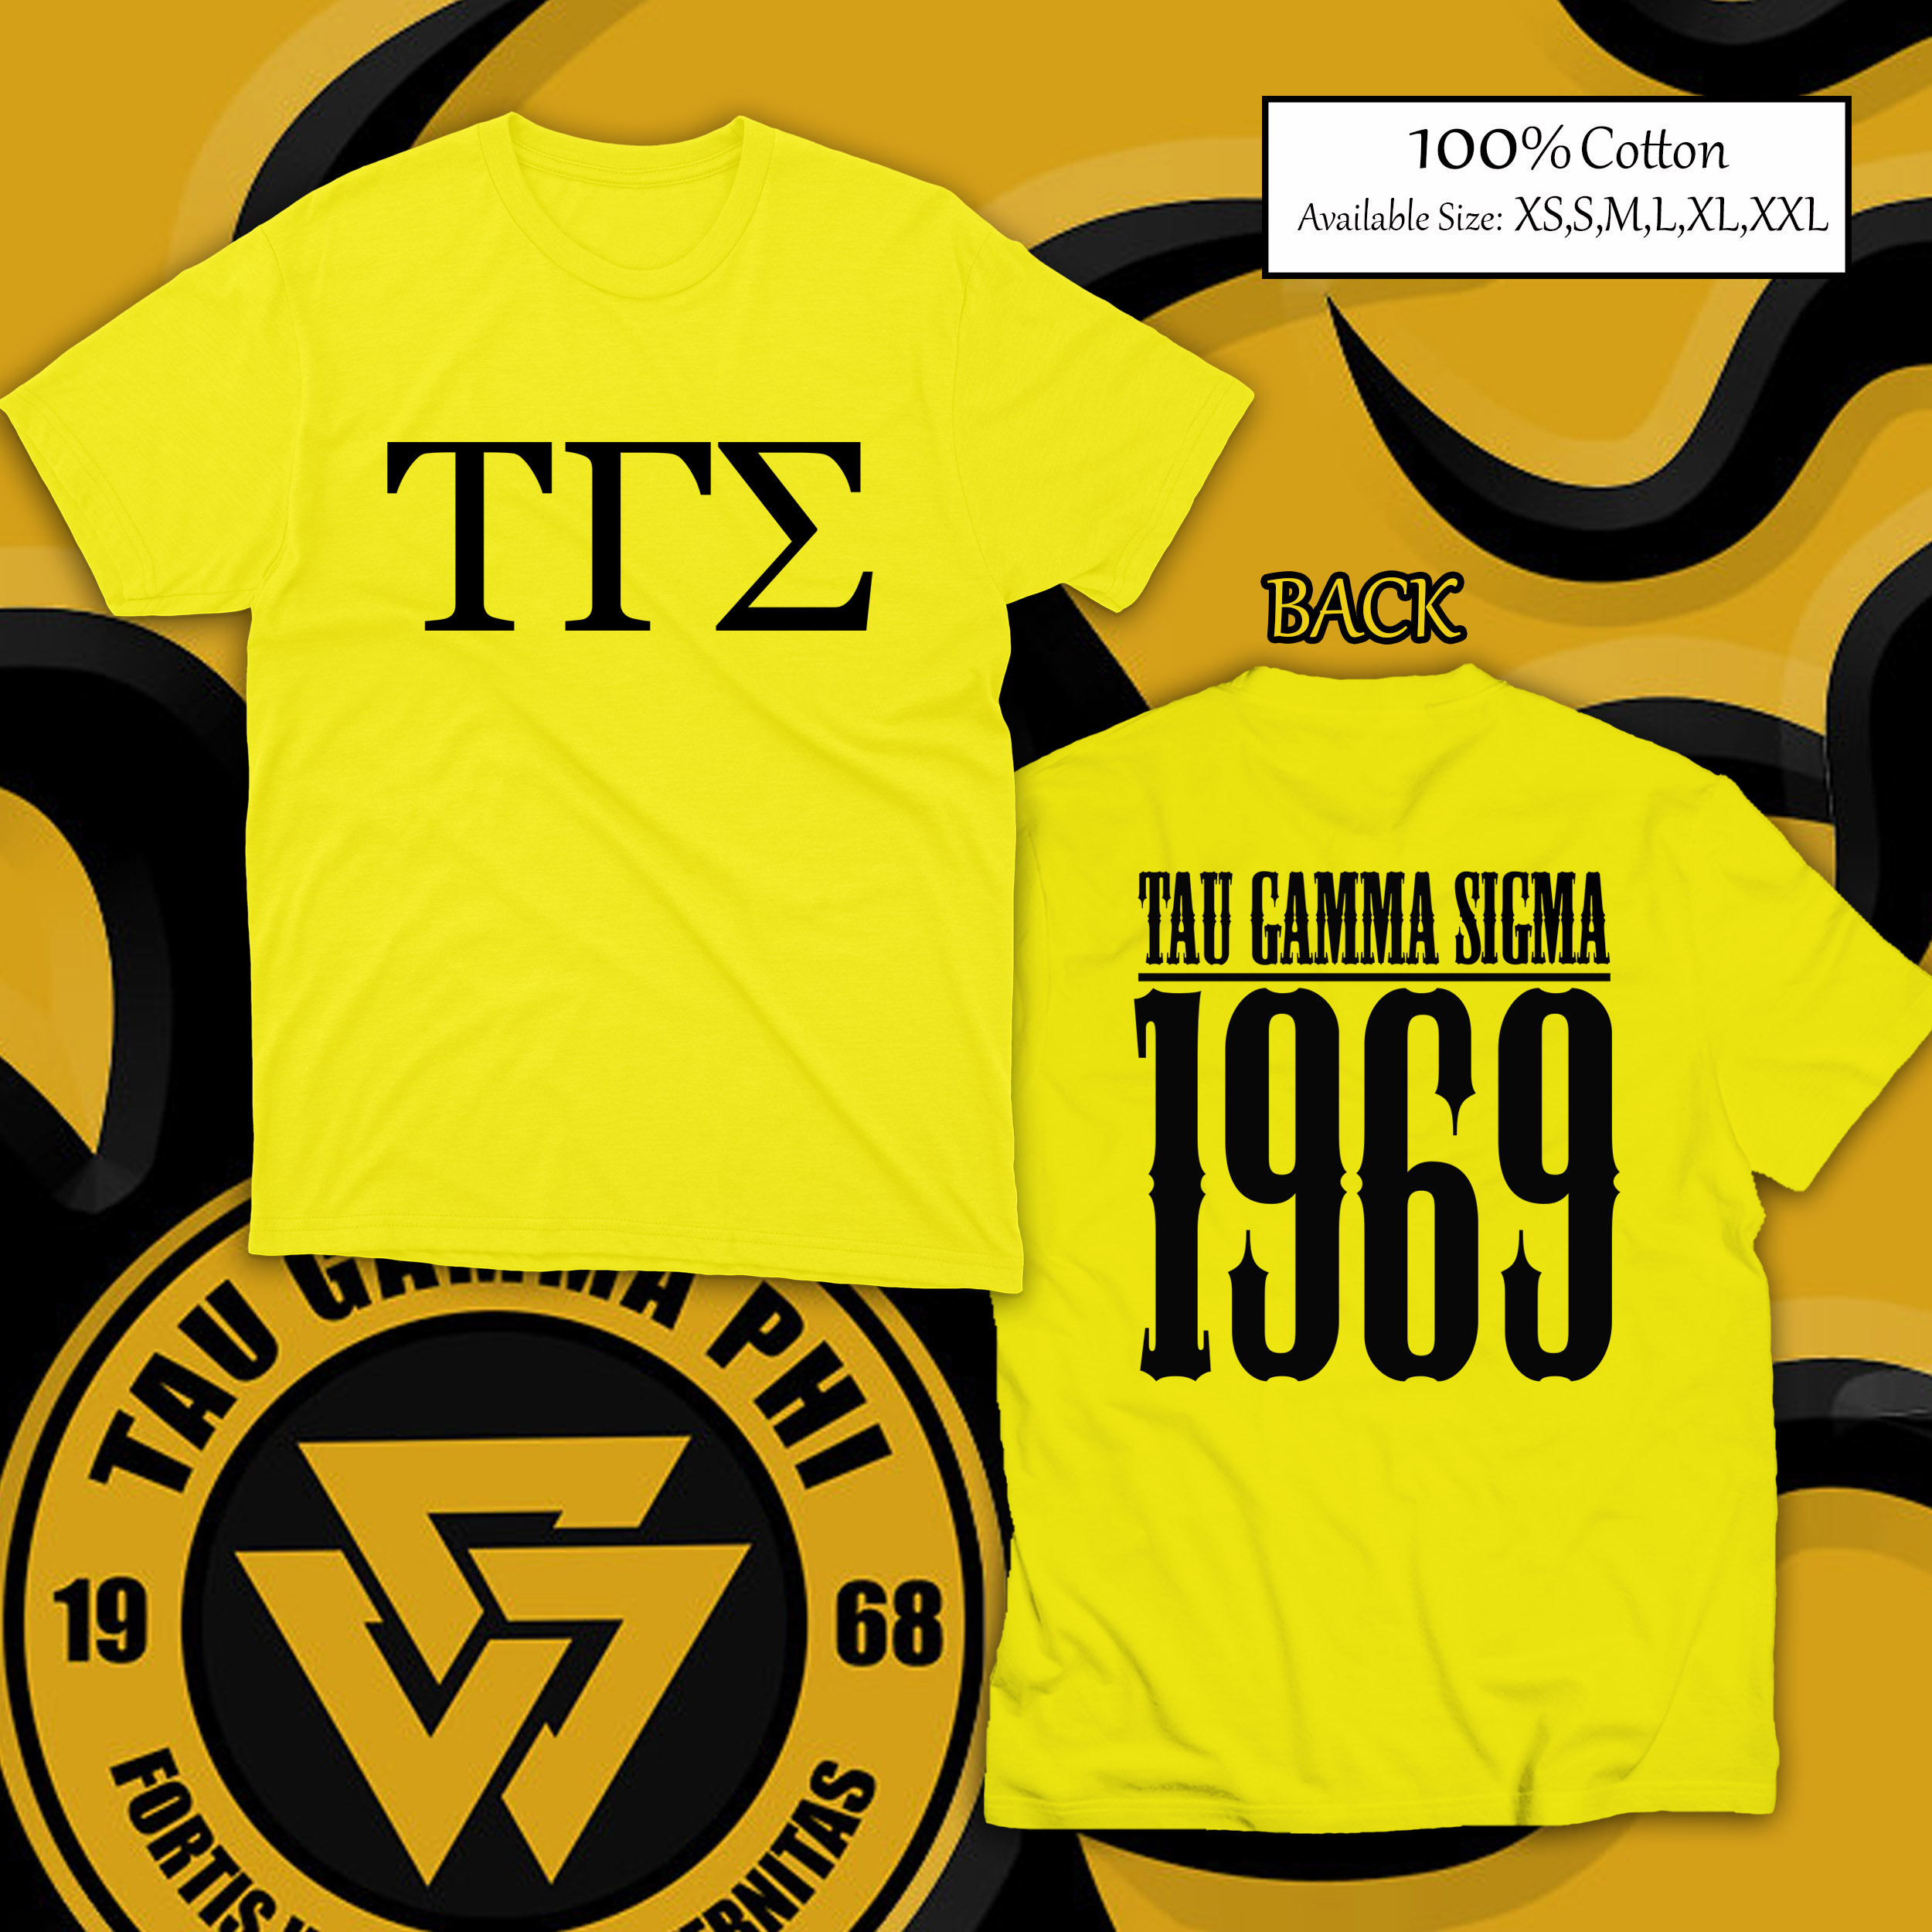 100% Cotton
Available Size: XS,S,M,L,XL,XXL
ΤΓΣ
BACK
TAU GAMMA SIGMA
1969
TAU GAMMA PHI
19
68
FORTIS